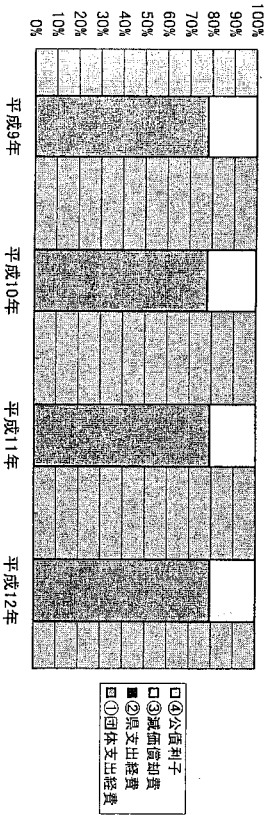 100%
90%
80%
70%
60%
50%
40%
30%
20%
10%
0%
平成9年
平成10年
平成11年
平成12年
□④公債利子
□③減価償却費
■②県支出経費
▨①団体支出経費